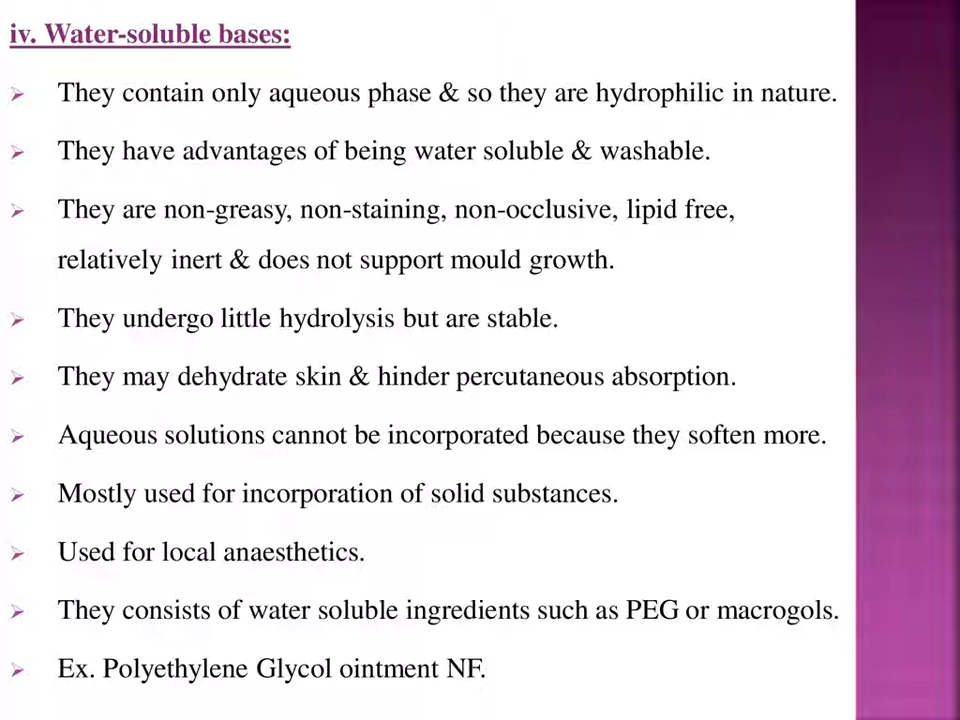 iv. Water-soluble bases:
➢ They contain only aqueous phase & so they are hydrophilic in nature.
➢ They have advantages of being water soluble & washable.
➢ They are non-greasy, non-staining, non-occlusive, lipid free,
relatively inert & does not support mould growth.
➢ They undergo little hydrolysis but are stable.
➢ They may dehydrate skin & hinder percutaneous absorption.
➢ Aqueous solutions cannot be incorporated because they soften more.
➢ Mostly used for incorporation of solid substances.
➢ Used for local anaesthetics.
➢ They consists of water soluble ingredients such as PEG or macrogols.
➢ Ex. Polyethylene Glycol ointment NF.